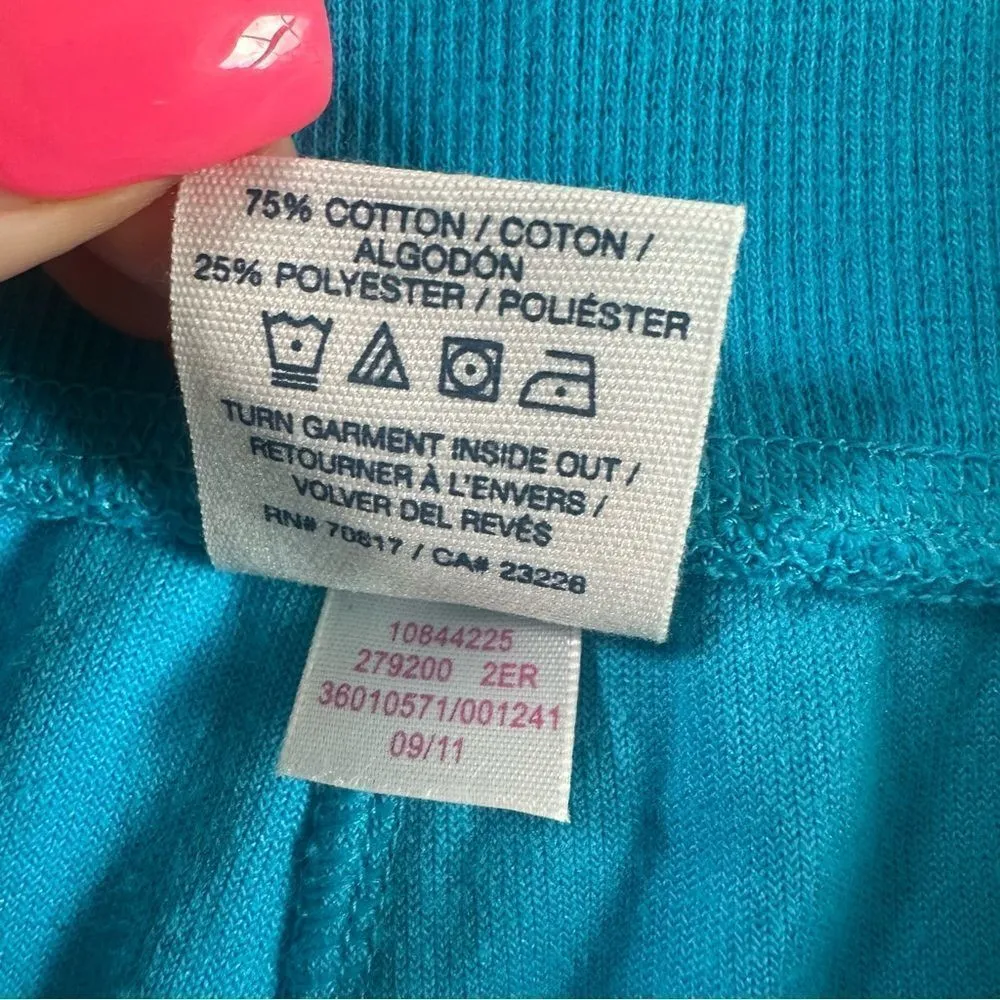 75% COTTON / COTON /
ALGODÓN
25% POLYESTER / POLIÉSTER
TURN GARMENT INSIDE OUT /
RETOURNER À L'ENVERS /
VOLVER DEL REVÉS
RN# 70817 / CA# 23226
10844225
279200 2ER
36010571/001241
09/11